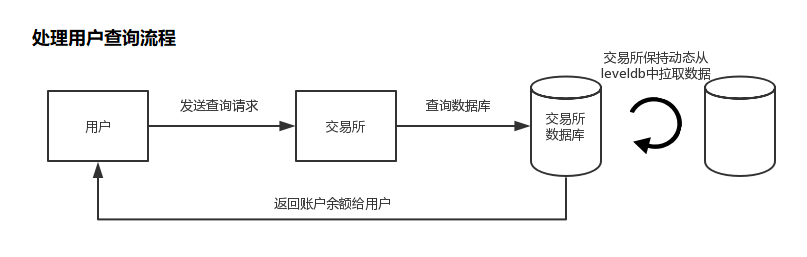 处理用户查询流程
交易所保持动态从
leveldb中拉取数据
用户
发送查询请求
交易所
查询数据库
交易所
数据库
返回账户余额给用户